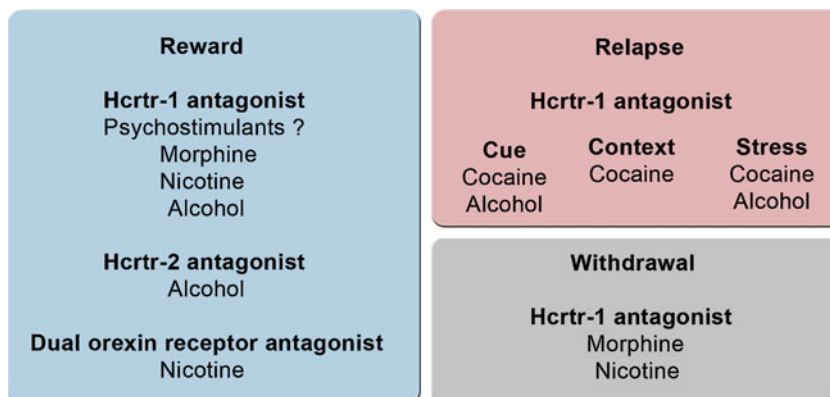 Reward
Hcrtr-1 antagonist
Psychostimulants ?
Morphine
Nicotine
Alcohol
Hcrtr-2 antagonist
Alcohol
Dual orexin receptor antagonist
Nicotine
Relapse
Hcrtr-1 antagonist
Cue
Cocaine
Alcohol
Context
Cocaine
Stress
Cocaine
Alcohol
Withdrawal
Hcrtr-1 antagonist
Morphine
Nicotine